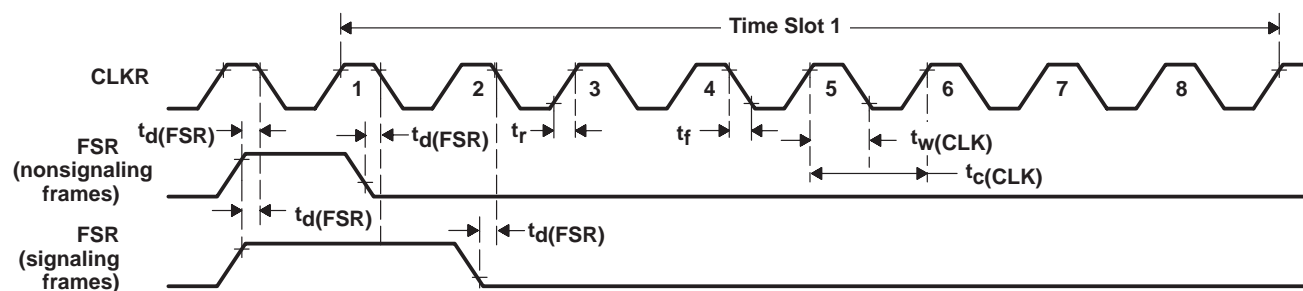 Time Slot 1
CLKR
1 2 3 4 5 6 7 8
td(FSR) td(FSR) tr tf tw(CLK)
FSR
(nonsignaling
frames)
tc(CLK)
td(FSR) td(FSR)
FSR
(signaling
frames)